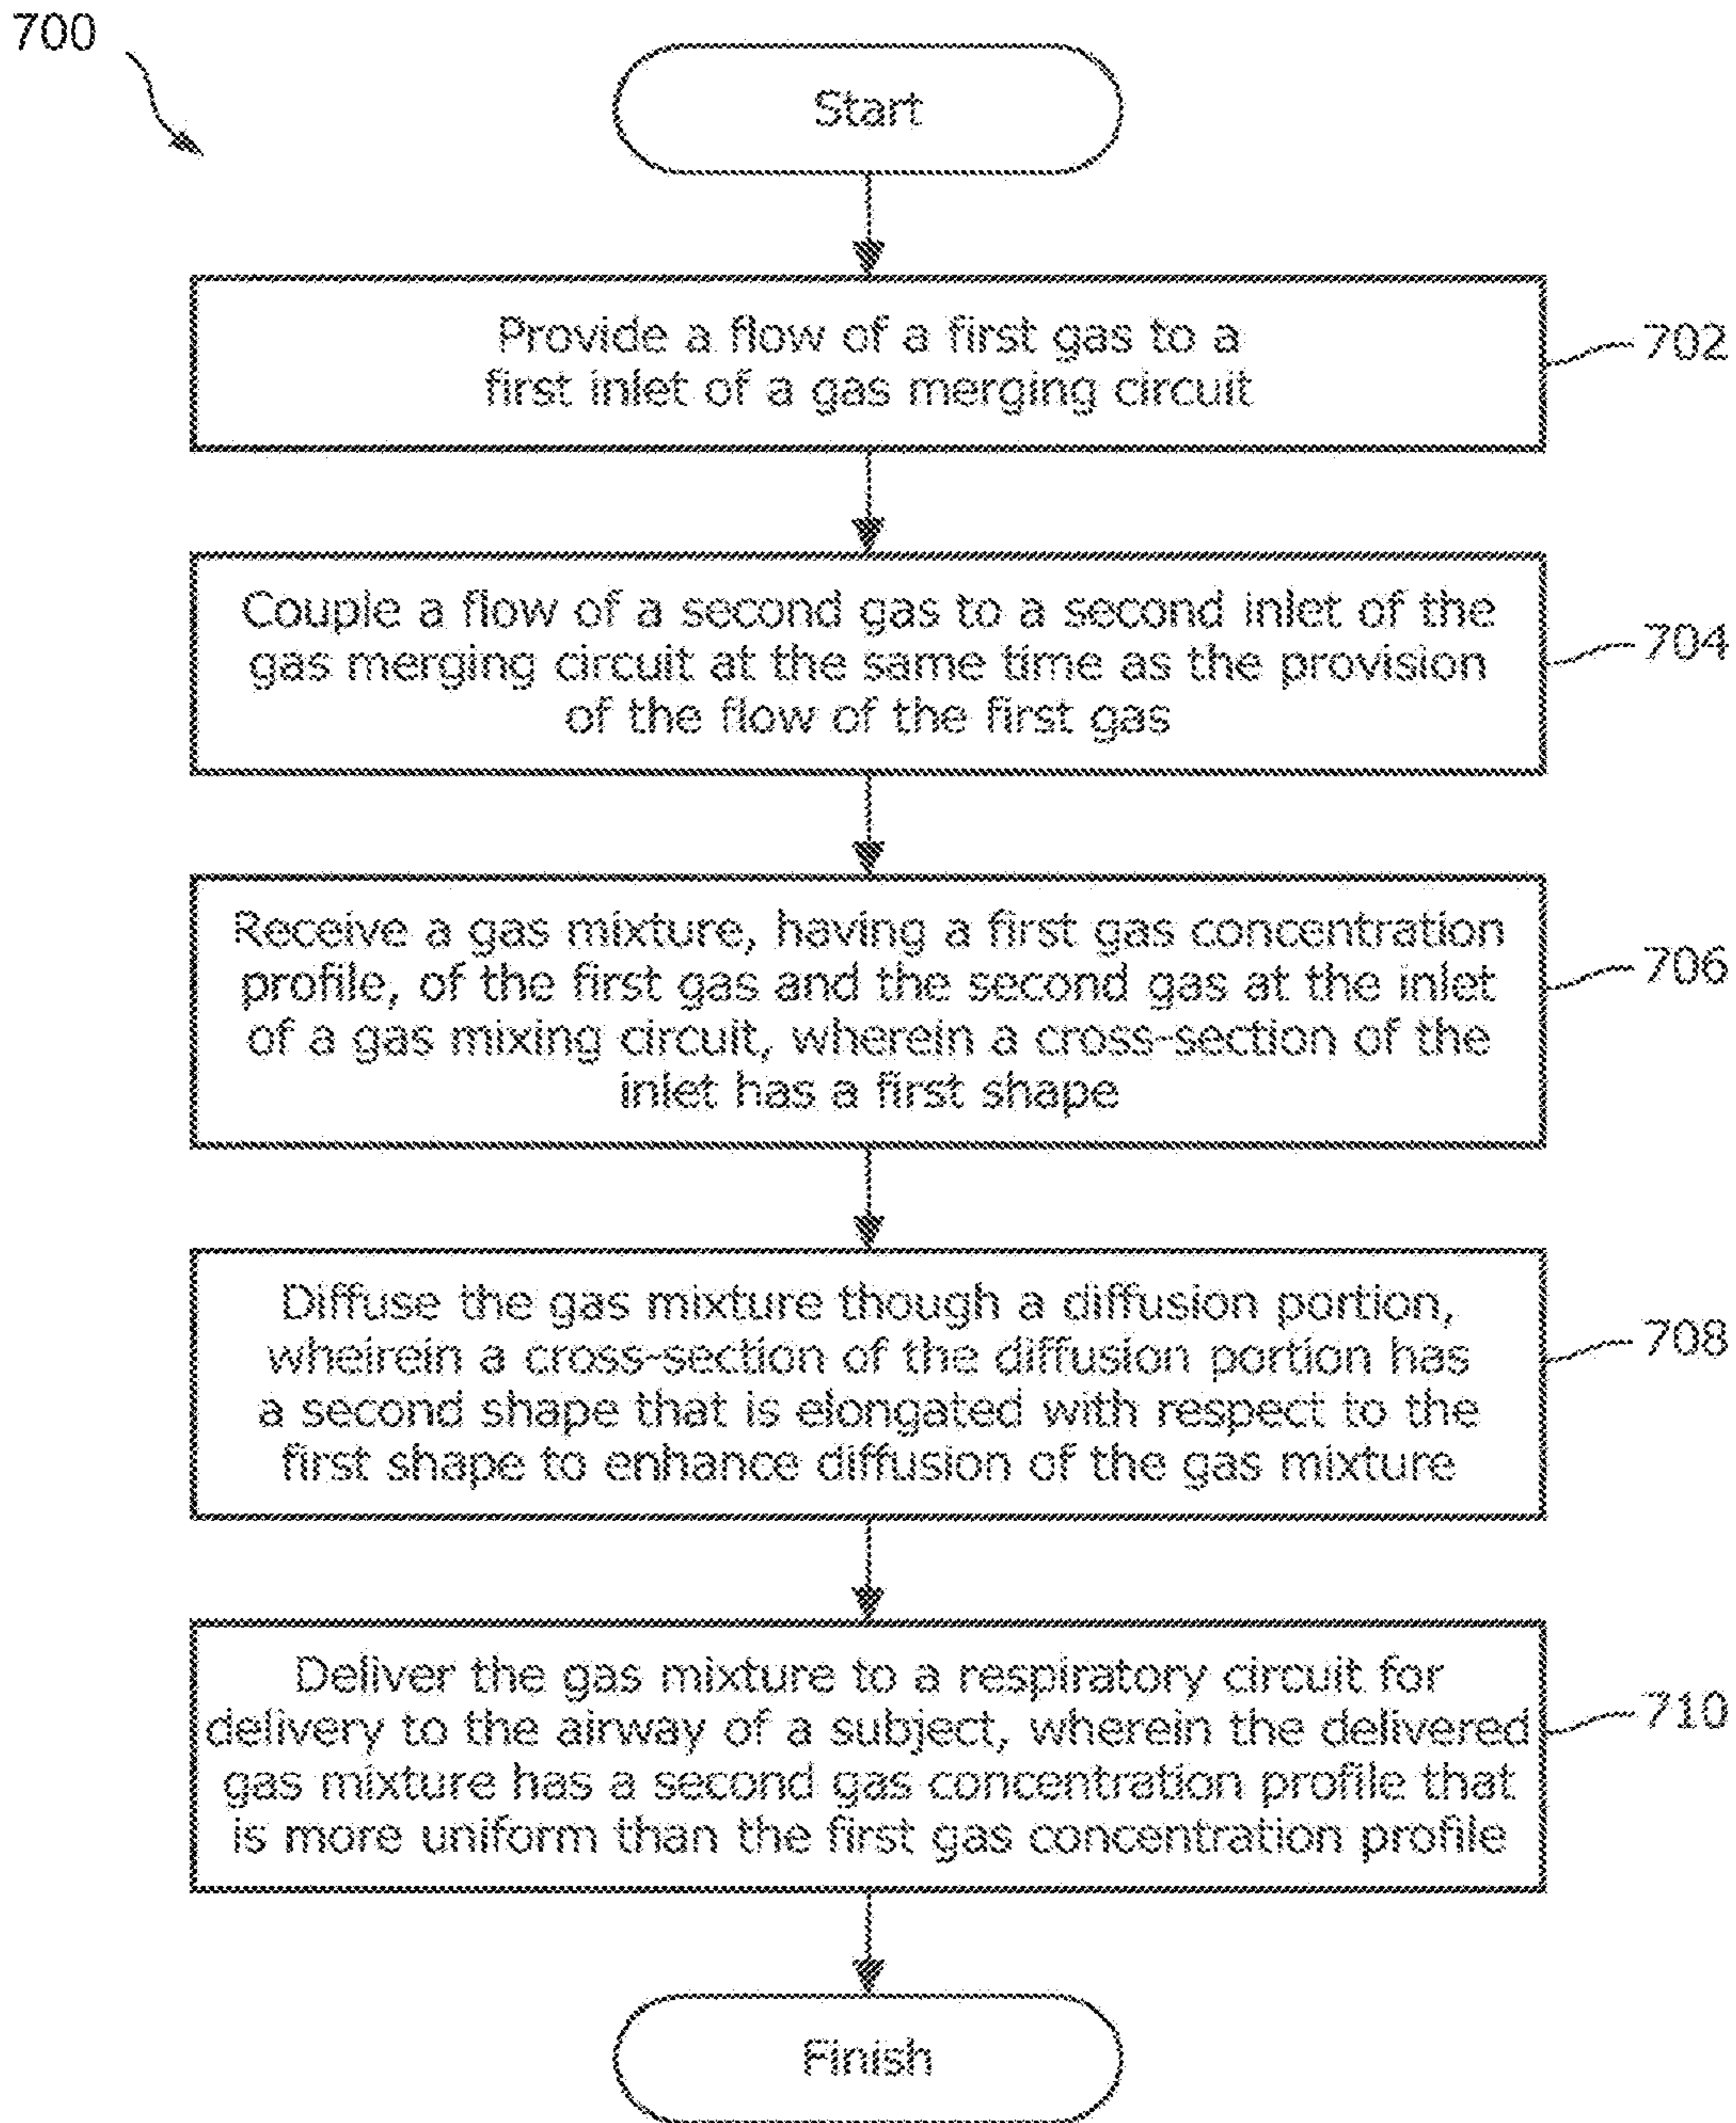 700
Start
Provide a flow of a first gas to a
first inlet of a gas merging circuit
702
Couple a flow of a second gas to a second inlet of the
gas merging circuit at the same time as the provision
of the flow of the first gas
704
Receive a gas mixture, having a first gas concentration
profile, of the first gas and the second gas at the inlet
of a gas mixing circuit, wherein a cross-section of the
inlet has a first shape
706
Diffuse the gas mixture though a diffusion portion,
wheirein a cross-section of the diffusion portion has
a second shape that is elongated with respect to the
first shape to enhance diffusion of the gas mixture
708
Deliver the gas mixture to a respiratory circuit for
delivery to the airway of a subject, wherein the delivered
gas mixture has a second gas concentration profile that
is more uniform than the first gas concentration profile
710
Finish